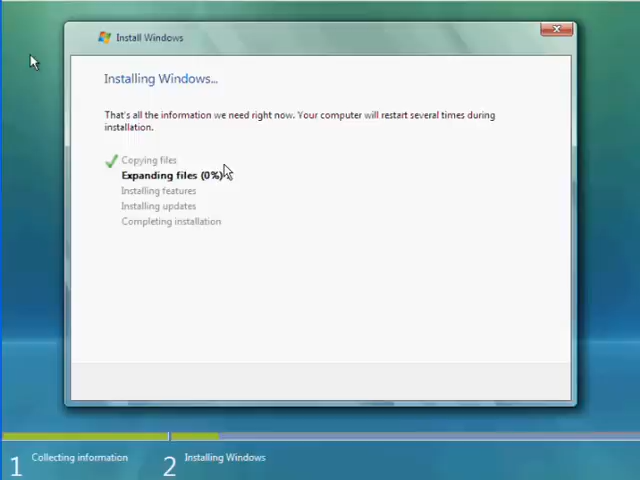 Install Windows
Installing Windows...
That's all the information we need right now. Your computer will restart several times during
installation.
Copying files
Expanding files (0%)
Installing features
Installing updates
Completing installation
1 Collecting information
2 Installing Windows